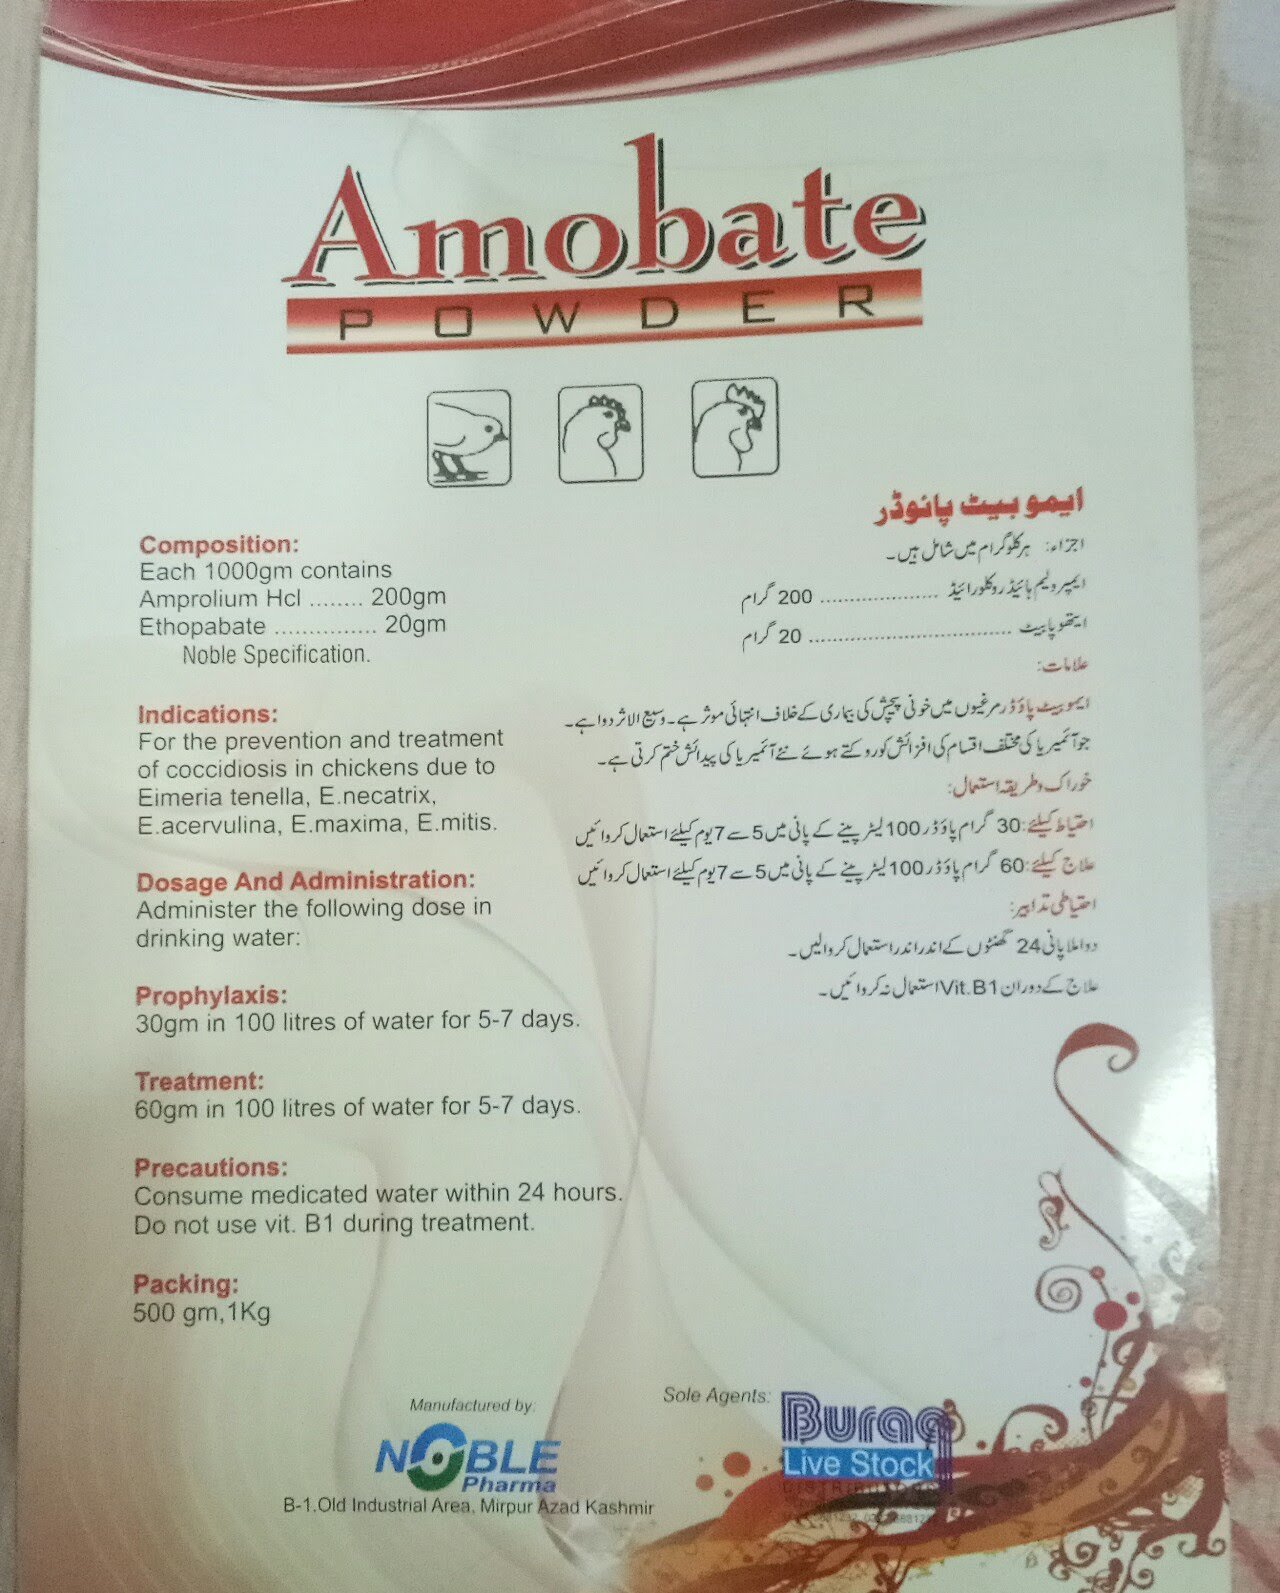 Amobate
POWDER
Composition:
Each 1000gm contains
Amprolium Hcl ........ 200gm
Ethopabate ............... 20gm
Noble Specification.
Indications:
For the prevention and treatment
of coccidiosis in chickens due to
Eimeria tenella, E.necatrix,
E.acervulina, E.maxima, E.mitis.
Dosage And Administration:
Administer the following dose in
drinking water:
Prophylaxis:
30gm in 100 litres of water for 5-7 days.
Treatment:
60gm in 100 litres of water for 5-7 days.
Precautions:
Consume medicated water within 24 hours.
Do not use vit. B1 during treatment.
Packing:
500 gm,1Kg
ایمو بیٹ پائوڈر
اجزاء: ہر کلوگرام میں شامل ہیں۔
ایمپرولیم ہائیڈروکلورائیڈ .................... 200 گرام
ایتھوپابیٹ .................................. 20 گرام
علامات:
ایموبیٹ پاؤڈر مرغیوں میں خونی پیچش کی بیماری کے خلاف انتہائی موثر ہے۔ وسیع الاثر دوا ہے۔
جو آئمیریا کی مختلف اقسام کی افزائش کو روکتے ہوئے نئے آئمیریا کی پیدائش ختم کرتی ہے۔
خوراک وطریقہ استعمال:
احتیاط کیلئے: 30 گرام پاؤڈر 100 لیٹر پینے کے پانی میں 5 سے 7 یوم کیلئے استعمال کروائیں
علاج کیلئے: 60 گرام پاؤڈر 100 لیٹر پینے کے پانی میں 5 سے 7 یوم کیلئے استعمال کروائیں
احتیاطی تدابیر:
دوا ملا پانی 24 گھنٹوں کے اندر اندر استعمال کروالیں۔
علاج کے دوران Vit.B1 استعمال نہ کروائیں۔
Manufactured by:
NOBLE
Pharma
B-1.Old Industrial Area, Mirpur Azad Kashmir
Sole Agents:
Buraq
Live Stock
DISTRIBUTORS